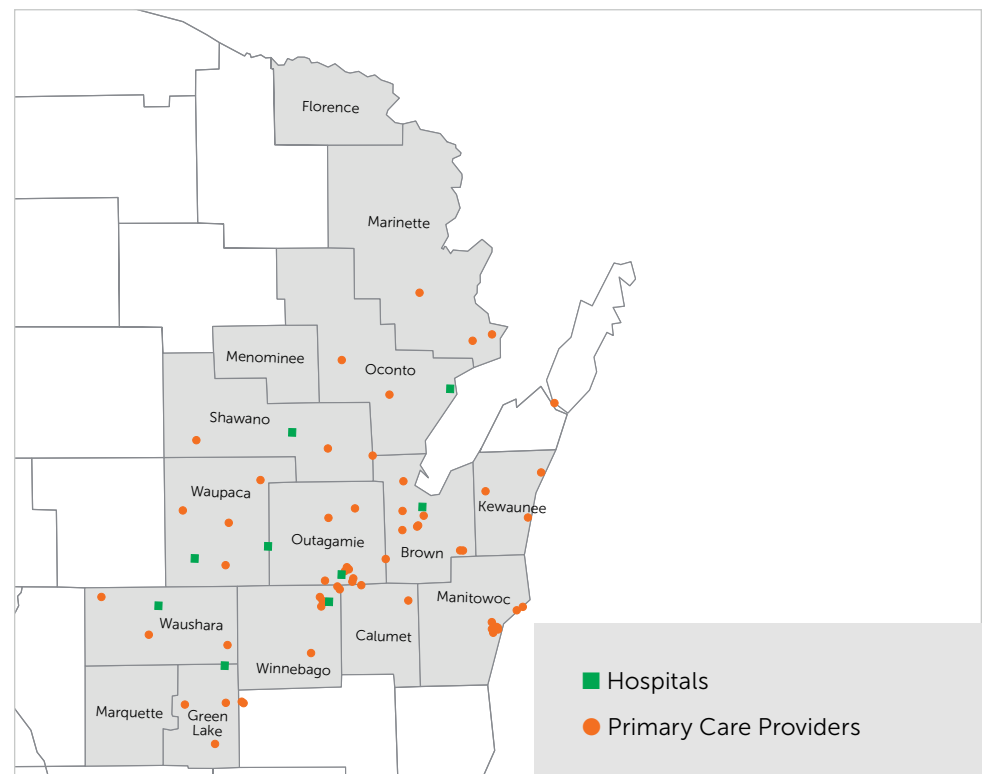 Florence
Marinette
Menominee
Oconto
Shawano
Waupaca
Kewaunee
Outagamie
Brown
Manitowoc
Waushara
Calumet
Winnebago
Marquette
Green
Lake
Hospitals
Primary Care Providers